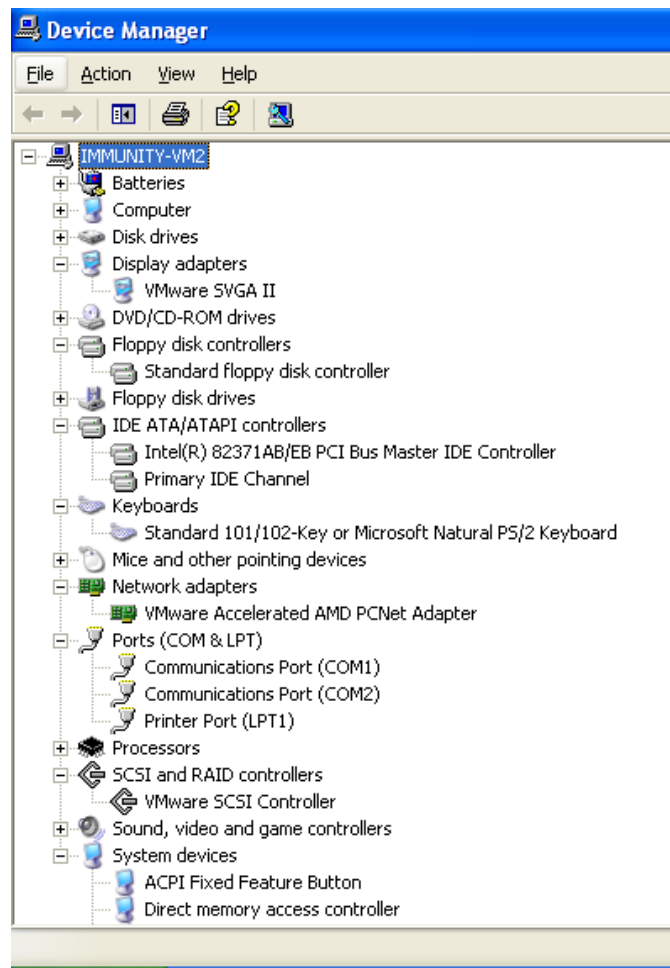 Device Manager
File Action View Help
IMMUNITY-VM2
Batteries
Computer
Disk drives
Display adapters
VMware SVGA II
DVD/CD-ROM drives
Floppy disk controllers
Standard floppy disk controller
Floppy disk drives
IDE ATA/ATAPI controllers
Intel(R) 82371AB/EB PCI Bus Master IDE Controller
Primary IDE Channel
Keyboards
Standard 101/102-Key or Microsoft Natural PS/2 Keyboard
Mice and other pointing devices
Network adapters
VMware Accelerated AMD PCNet Adapter
Ports (COM & LPT)
Communications Port (COM1)
Communications Port (COM2)
Printer Port (LPT1)
Processors
SCSI and RAID controllers
VMware SCSI Controller
Sound, video and game controllers
System devices
ACPI Fixed Feature Button
Direct memory access controller